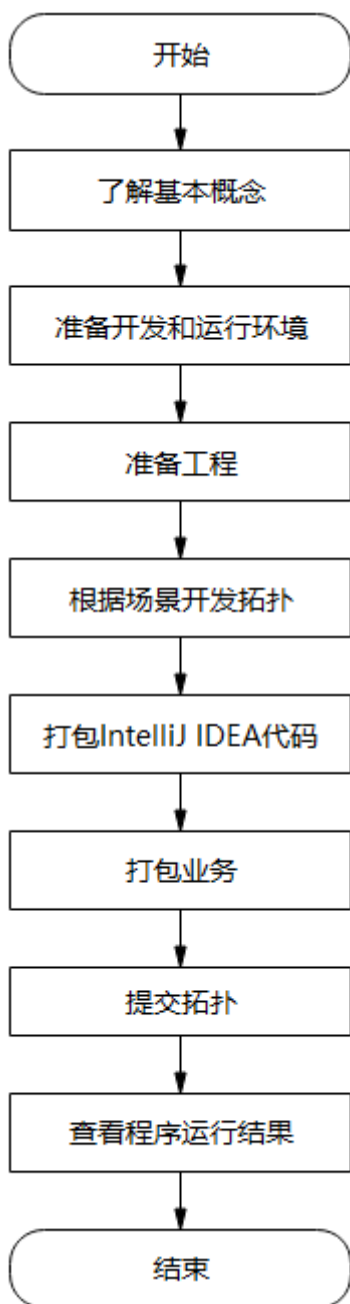 开始
了解基本概念
准备开发和运行环境
准备工程
根据场景开发拓扑
打包IntelliJ IDEA代码
打包业务
提交拓扑
查看程序运行结果
结束